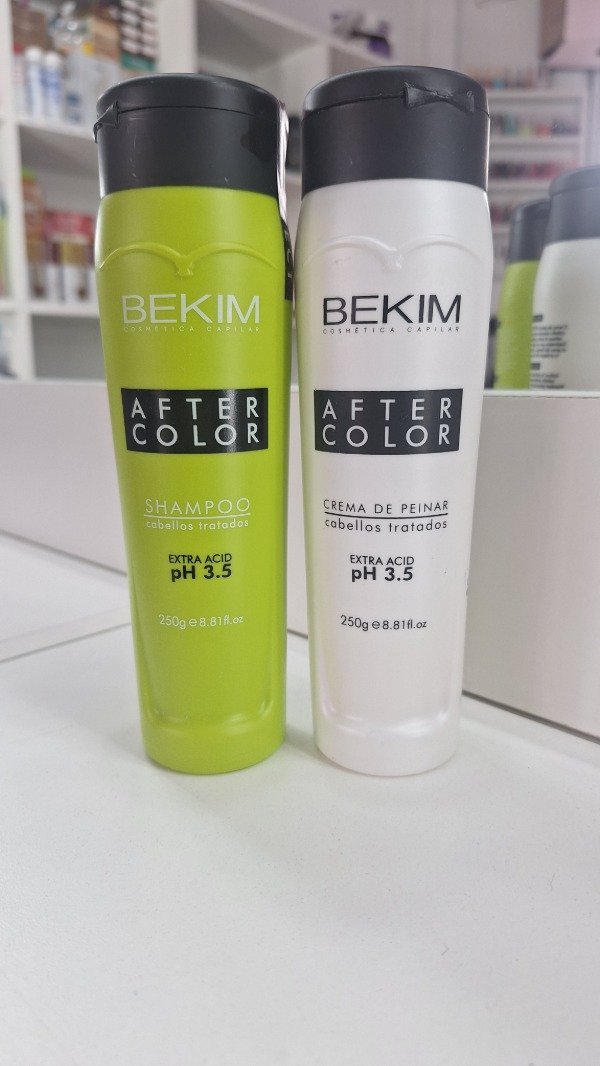 BEKIM
COSMÉTICA CAPILAR
AFTER
COLOR
SHAMPOO
cabellos tratados
EXTRA ACID
pH 3.5
250g e 8.81fl.oz
BEKIM
COSMÉTICA CAPILAR
AFTER
COLOR
CREMA DE PEINAR
cabellos tratados
EXTRA ACID
pH 3.5
250g e 8.81fl.oz